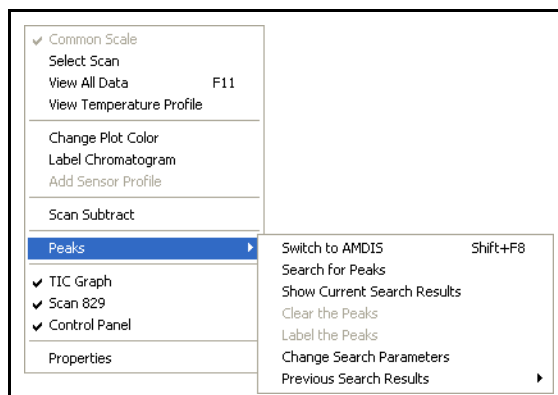 Common Scale
Select Scan
View All Data F11
View Temperature Profile
Change Plot Color
Label Chromatogram
Add Sensor Profile
Scan Subtract
Peaks
TIC Graph
Scan 829
Control Panel
Properties
Switch to AMDIS Shift+F8
Search for Peaks
Show Current Search Results
Clear the Peaks
Label the Peaks
Change Search Parameters
Previous Search Results